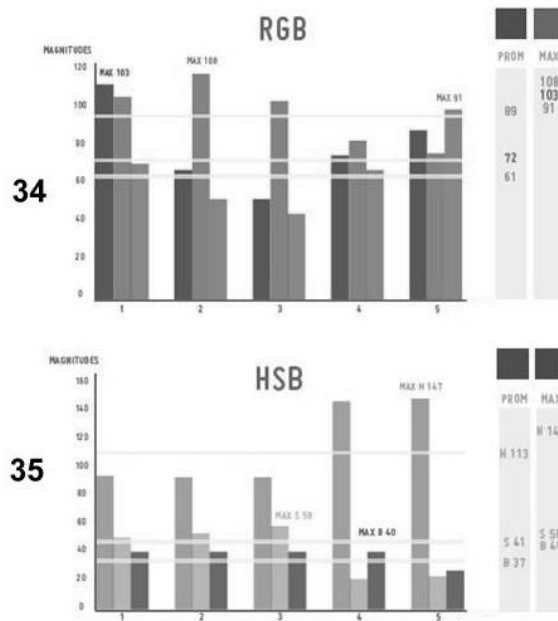 RGB
MAGNITUDES
PROM
MAX
120
MAX 103
MAX 108
MAX 91
108
103
91
100
89
80
72
61
34
60
40
20
0
1
2
3
4
5
MAGNITUDES
HSB
160
MAX H 147
PROM
MAX
140
120
H 113
35
100
80
MAX S 58
60
MAX B 40
S 41
40
B 37
20
0
1
2
3
4
5